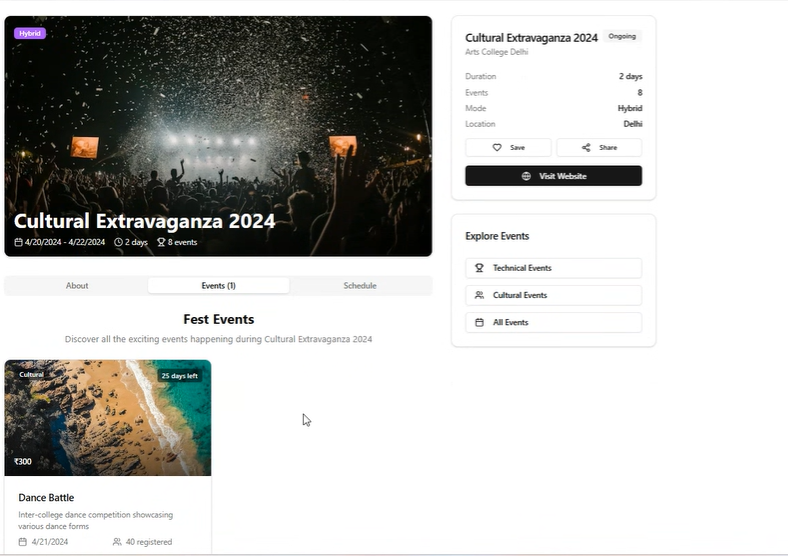 Hybrid
Cultural Extravaganza 2024
4/20/2024 - 4/22/2024 2 days 8 events
About Events (1) Schedule
Fest Events
Discover all the exciting events happening during Cultural Extravaganza 2024
Cultural 25 days left
₹300
Dance Battle
Inter-college dance competition showcasing
various dance forms
4/21/2024 40 registered
Cultural Extravaganza 2024 Ongoing
Arts College Delhi
Duration 2 days
Events 8
Mode Hybrid
Location Delhi
Save Share
Visit Website
Explore Events
Technical Events
Cultural Events
All Events